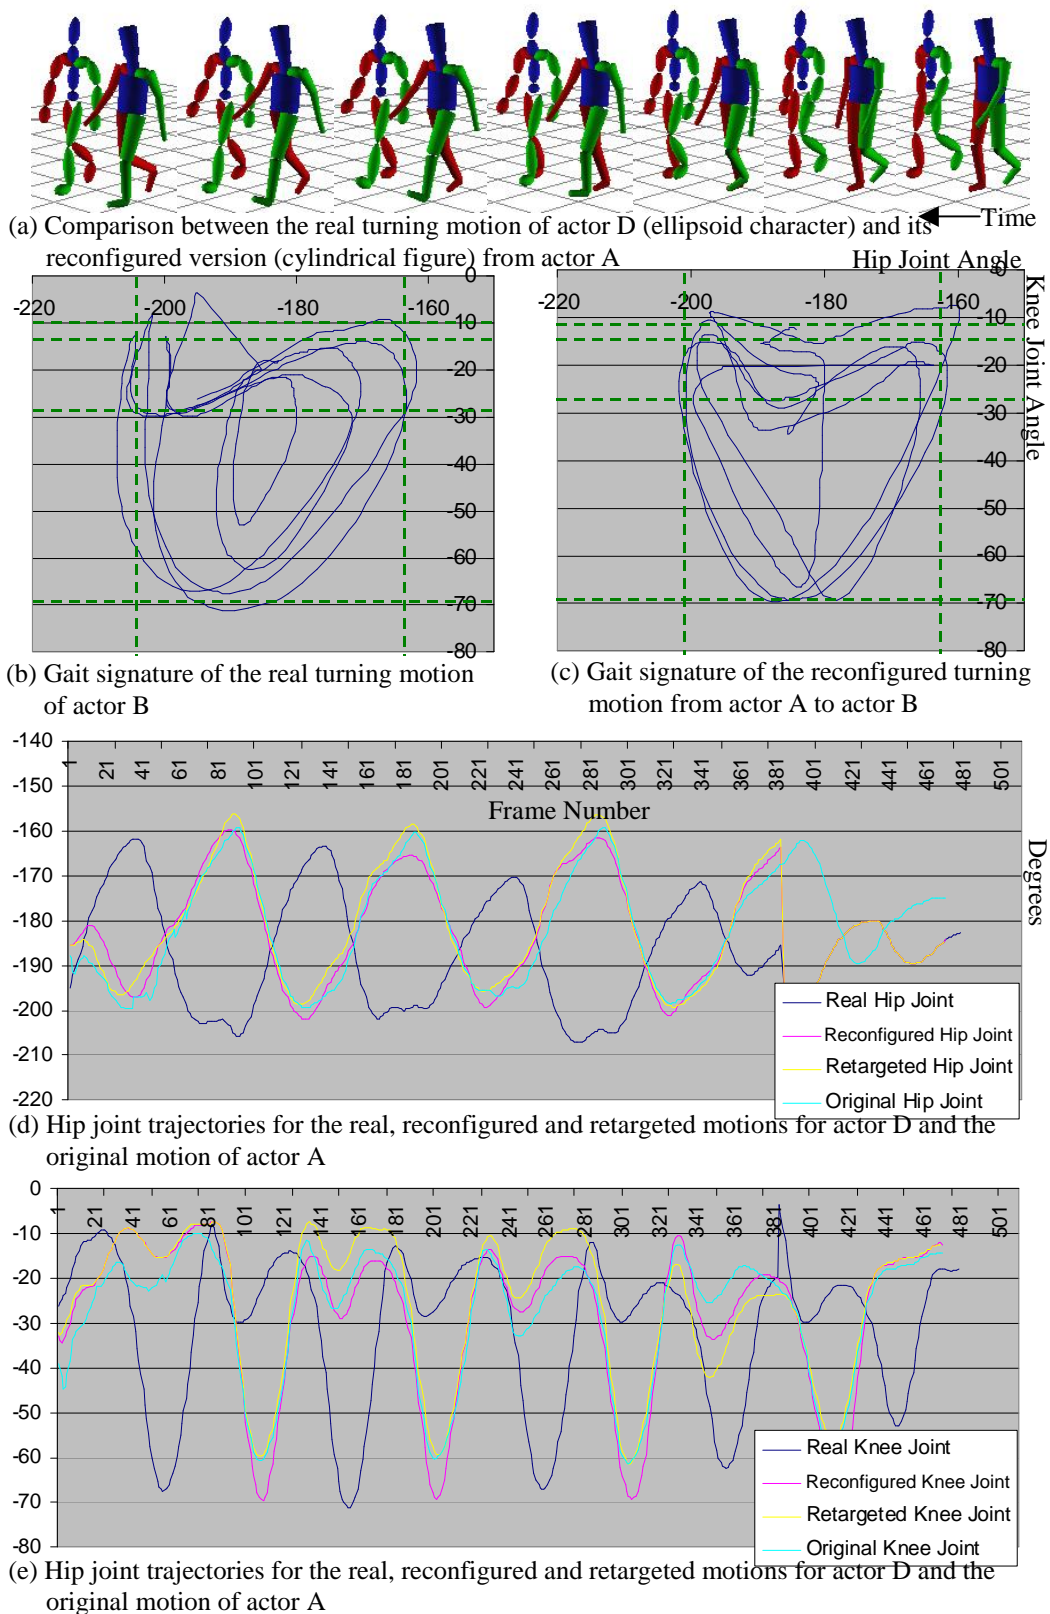 (a) Comparison between the real turning motion of actor D (ellipsoid character) and its
Time
reconfigured version (cylindrical figure) from actor A
Hip Joint Angle
0
-220 -200 -180 -160
-10
-20
-30
-40
-50
-60
-70
-80
0
-220 -200 -180 -160
-10
-20
-30
-40
-50
-60
-70
-80
Knee Joint Angle
(b) Gait signature of the real turning motion
of actor B
(c) Gait signature of the reconfigured turning
motion from actor A to actor B
-140
-150
-160
-170
-180
-190
-200
-210
-220
1 21 41 61 81 101 121 141 161 181 201 221 241 261 281 301 321 341 361 381 401 421 441 461 481 501
Frame Number
Degrees
Real Hip Joint
Reconfigured Hip Joint
Retargeted Hip Joint
Original Hip Joint
(d) Hip joint trajectories for the real, reconfigured and retargeted motions for actor D and the
original motion of actor A
0
-10
-20
-30
-40
-50
-60
-70
-80
1 21 41 61 81 101 121 141 161 181 201 221 241 261 281 301 321 341 361 381 401 421 441 461 481 501
Real Knee Joint
Reconfigured Knee Joint
Retargeted Knee Joint
Original Knee Joint
(e) Hip joint trajectories for the real, reconfigured and retargeted motions for actor D and the
original motion of actor A